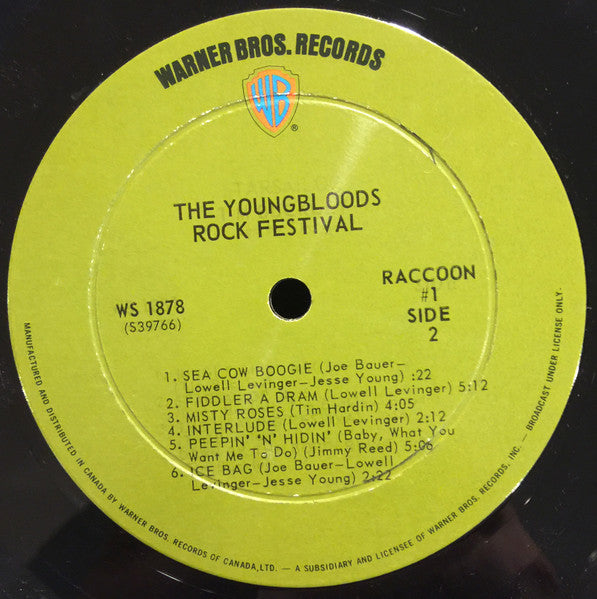 WARNER BROS. RECORDS
WB
®
THE YOUNGBLOODS
ROCK FESTIVAL
WS 1878
(S39766)
RACCOON
#1
SIDE
2
1. SEA COW BOOGIE (Joe Bauer–
Lowell Levinger–Jesse Young) :22
2. FIDDLER A DRAM (Lowell Levinger) 5:12
3. MISTY ROSES (Tim Hardin) 4:05
4. INTERLUDE (Lowell Levinger) 2:12
5. PEEPIN' 'N' HIDIN' (Baby, What You
Want Me To Do) (Jimmy Reed) 5:06
6. ICE BAG (Joe Bauer–Lowell
Levinger–Jesse Young) 2:22
MANUFACTURED AND DISTRIBUTED IN CANADA BY WARNER BROS. RECORDS OF CANADA, LTD. — A SUBSIDIARY AND LICENSEE OF WARNER BROS. RECORDS, INC. — BROADCAST UNDER LICENSE ONLY·